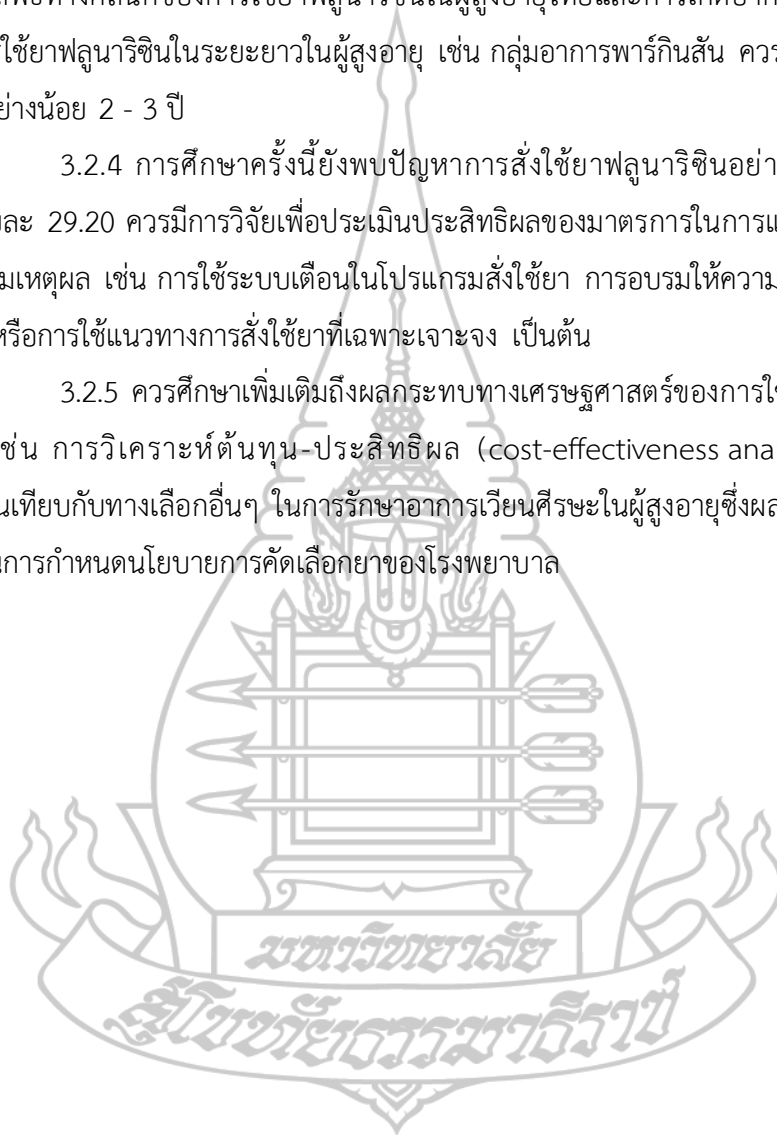 ใช้ยาฟลูนาริซินในระยะยาวในผู้สูงอายุ เช่น กลุ่มอาการพาร์กินสัน ควร
ย่างน้อย 2 - 3 ปี
3.2.4 การศึกษาครั้งนี้ยังพบปัญหาการสั่งใช้ยาฟลูนาริซินอย่า
ละ 29.20 ควรมีการวิจัยเพื่อประเมินประสิทธิผลของมาตรการในการแ
มเหตุผล เช่น การใช้ระบบเตือนในโปรแกรมสั่งใช้ยา การอบรมให้ความ
หรือการใช้แนวทางการสั่งใช้ยาที่เฉพาะเจาะจง เป็นต้น
3.2.5 ควรศึกษาเพิ่มเติมถึงผลกระทบทางเศรษฐศาสตร์ของการใช
ช่น การวิเคราะห์ต้นทุน-ประสิทธิผล (cost-effectiveness ana
นเทียบกับทางเลือกอื่นๆ ในการรักษาอาการเวียนศีรษะในผู้สูงอายุซึ่งผล
นการกำหนดนโยบายการคัดเลือกยาของโรงพยาบาล
มหาวิทยาลัย
สุโขทัยธรรมาธิราช